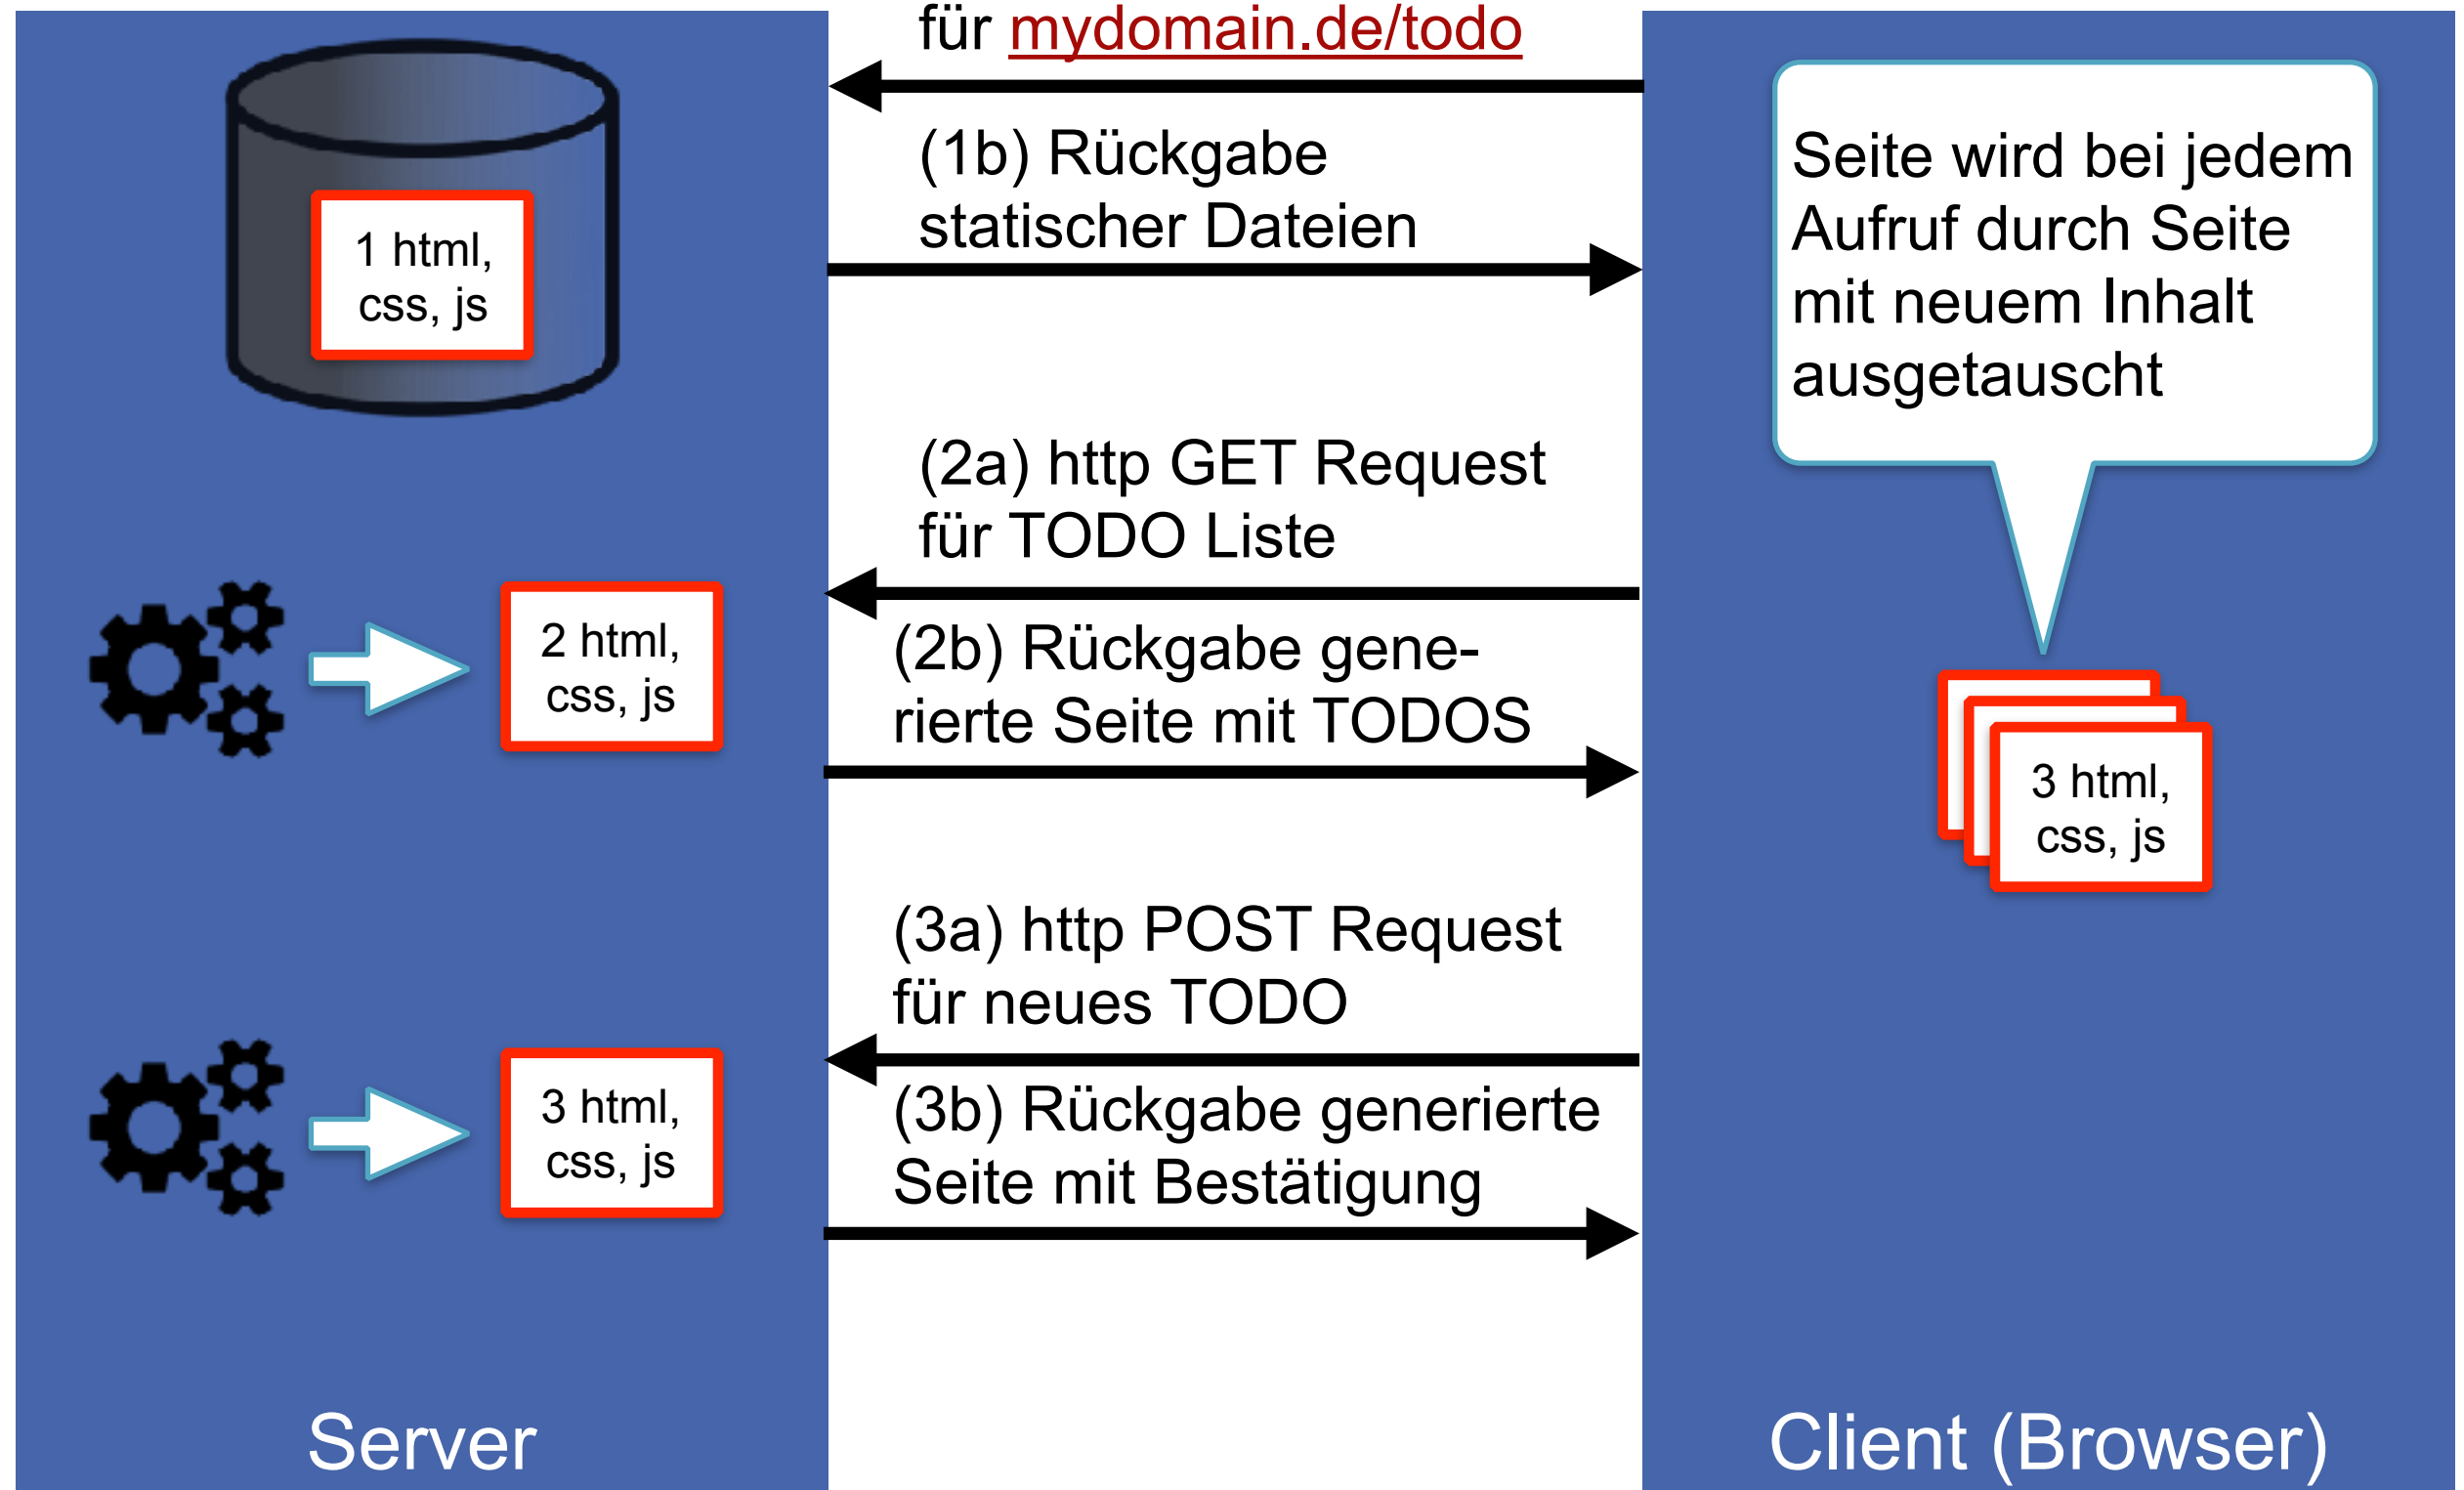 für mydomain.de/todo
(1b) Rückgabe
statischer Dateien
1 html,
css, js
Seite wird bei jedem
Aufruf durch Seite
mit neuem Inhalt
ausgetauscht
(2a) http GET Request
für TODO Liste
2 html,
css, js
(2b) Rückgabe gene-
rierte Seite mit TODOS
3 html,
css, js
(3a) http POST Request
für neues TODO
3 html,
css, js
(3b) Rückgabe generierte
Seite mit Bestätigung
Server
Client (Browser)